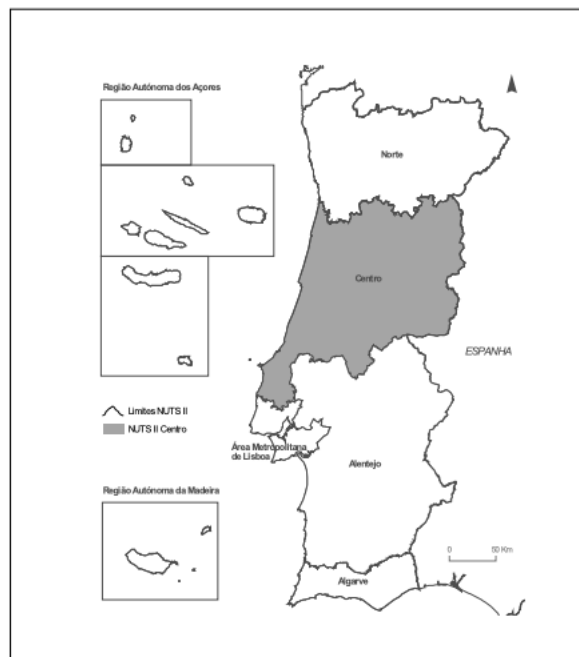 Região Autónoma dos Açores
Norte
Centro
ESPANHA
Limites NUTS II
NUTS II Centro
Área Metropolitana
de Lisboa
Alentejo
Região Autónoma da Madeira
0 50 Km
Algarve